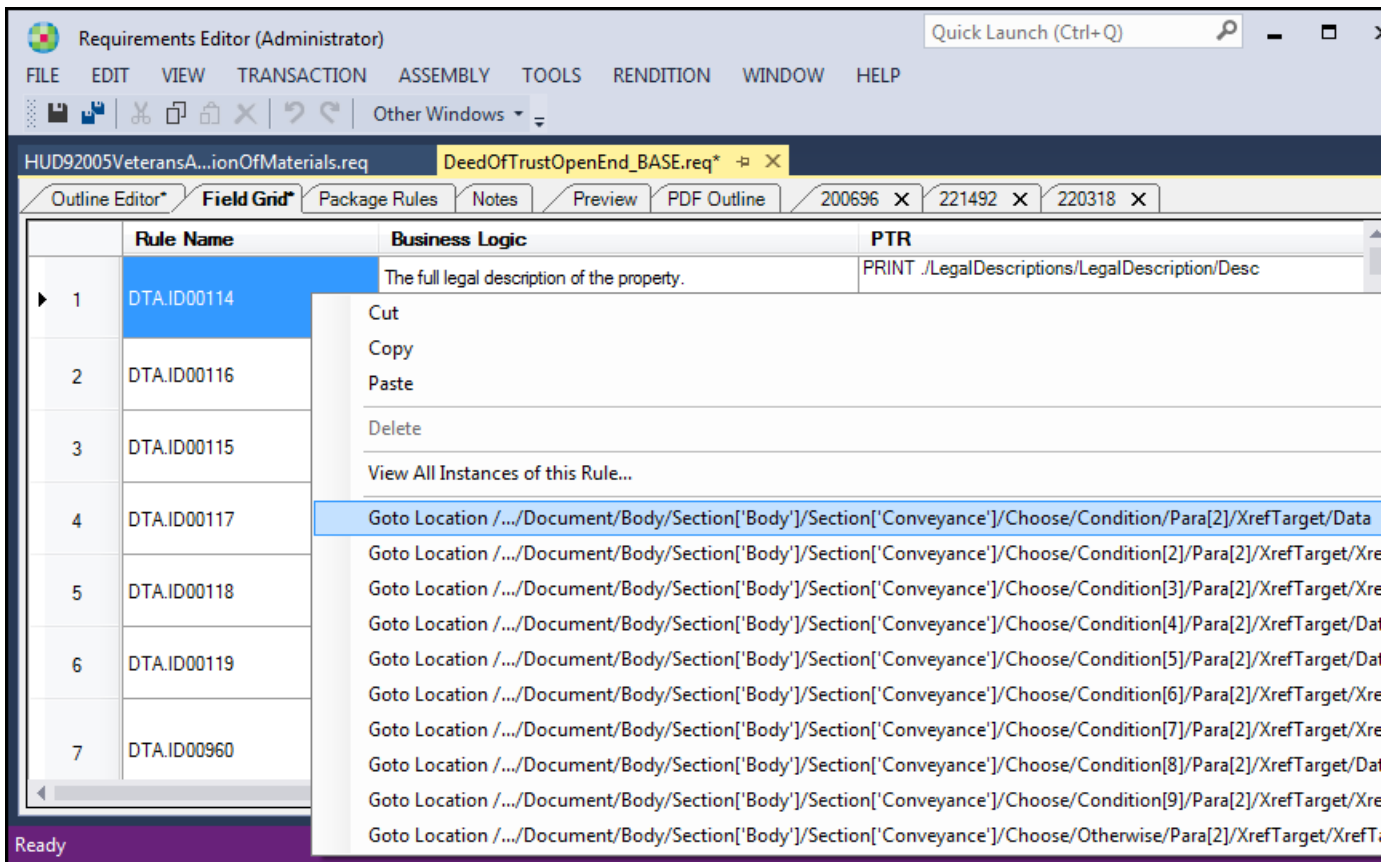 Requirements Editor (Administrator)
Quick Launch (Ctrl+Q)
FILE EDIT VIEW TRANSACTION ASSEMBLY TOOLS RENDITION WINDOW HELP
Other Windows
HUD92005VeteransA...ionOfMaterials.req DeedOfTrustOpenEnd_BASE.req*
Outline Editor* Field Grid* Package Rules Notes Preview PDF Outline 200696 221492 220318
Rule Name Business Logic PTR
1 DTA.ID00114 The full legal description of the property. PRINT ./LegalDescriptions/LegalDescription/Desc
2 DTA.ID00116
3 DTA.ID00115
4 DTA.ID00117
5 DTA.ID00118
6 DTA.ID00119
7 DTA.ID00960
Cut
Copy
Paste
Delete
View All Instances of this Rule...
Goto Location /.../Document/Body/Section['Body']/Section['Conveyance']/Choose/Condition/Para[2]/XrefTarget/Data
Goto Location /.../Document/Body/Section['Body']/Section['Conveyance']/Choose/Condition[2]/Para[2]/XrefTarget/Xre
Goto Location /.../Document/Body/Section['Body']/Section['Conveyance']/Choose/Condition[3]/Para[2]/XrefTarget/Xre
Goto Location /.../Document/Body/Section['Body']/Section['Conveyance']/Choose/Condition[4]/Para[2]/XrefTarget/Dat
Goto Location /.../Document/Body/Section['Body']/Section['Conveyance']/Choose/Condition[5]/Para[2]/XrefTarget/Dat
Goto Location /.../Document/Body/Section['Body']/Section['Conveyance']/Choose/Condition[6]/Para[2]/XrefTarget/Xre
Goto Location /.../Document/Body/Section['Body']/Section['Conveyance']/Choose/Condition[7]/Para[2]/XrefTarget/Xre
Goto Location /.../Document/Body/Section['Body']/Section['Conveyance']/Choose/Condition[8]/Para[2]/XrefTarget/Dat
Goto Location /.../Document/Body/Section['Body']/Section['Conveyance']/Choose/Condition[9]/Para[2]/XrefTarget/Xre
Goto Location /.../Document/Body/Section['Body']/Section['Conveyance']/Choose/Otherwise/Para[2]/XrefTarget/XrefTa
Ready